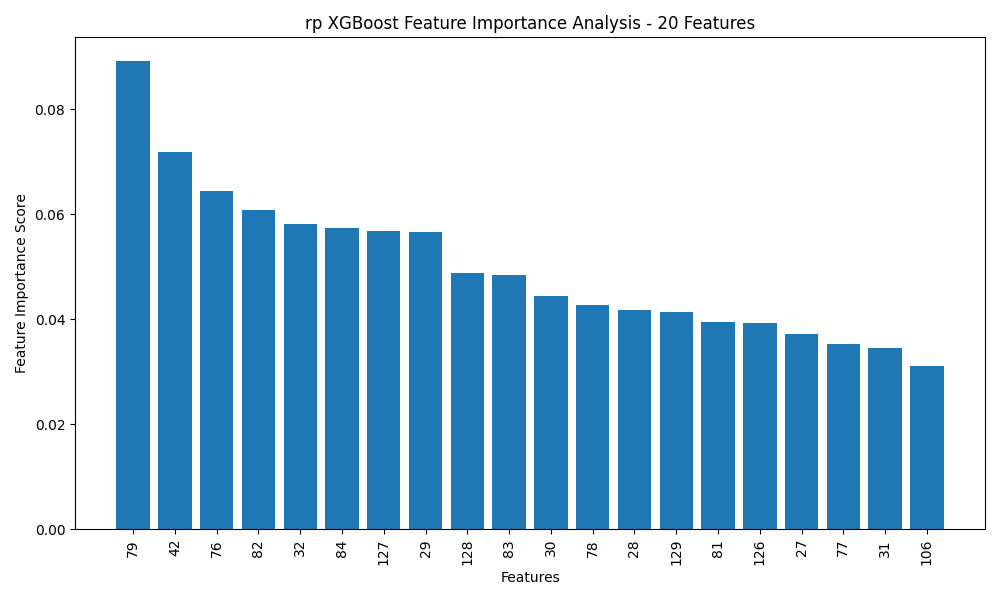 rp XGBoost Feature Importance Analysis - 20 Features
Feature Importance Score
0.08
0.06
0.04
0.02
0.00
79 42 76 82 32 84 127 29 128 83 30 78 28 129 81 126 27 77 31 106
Features